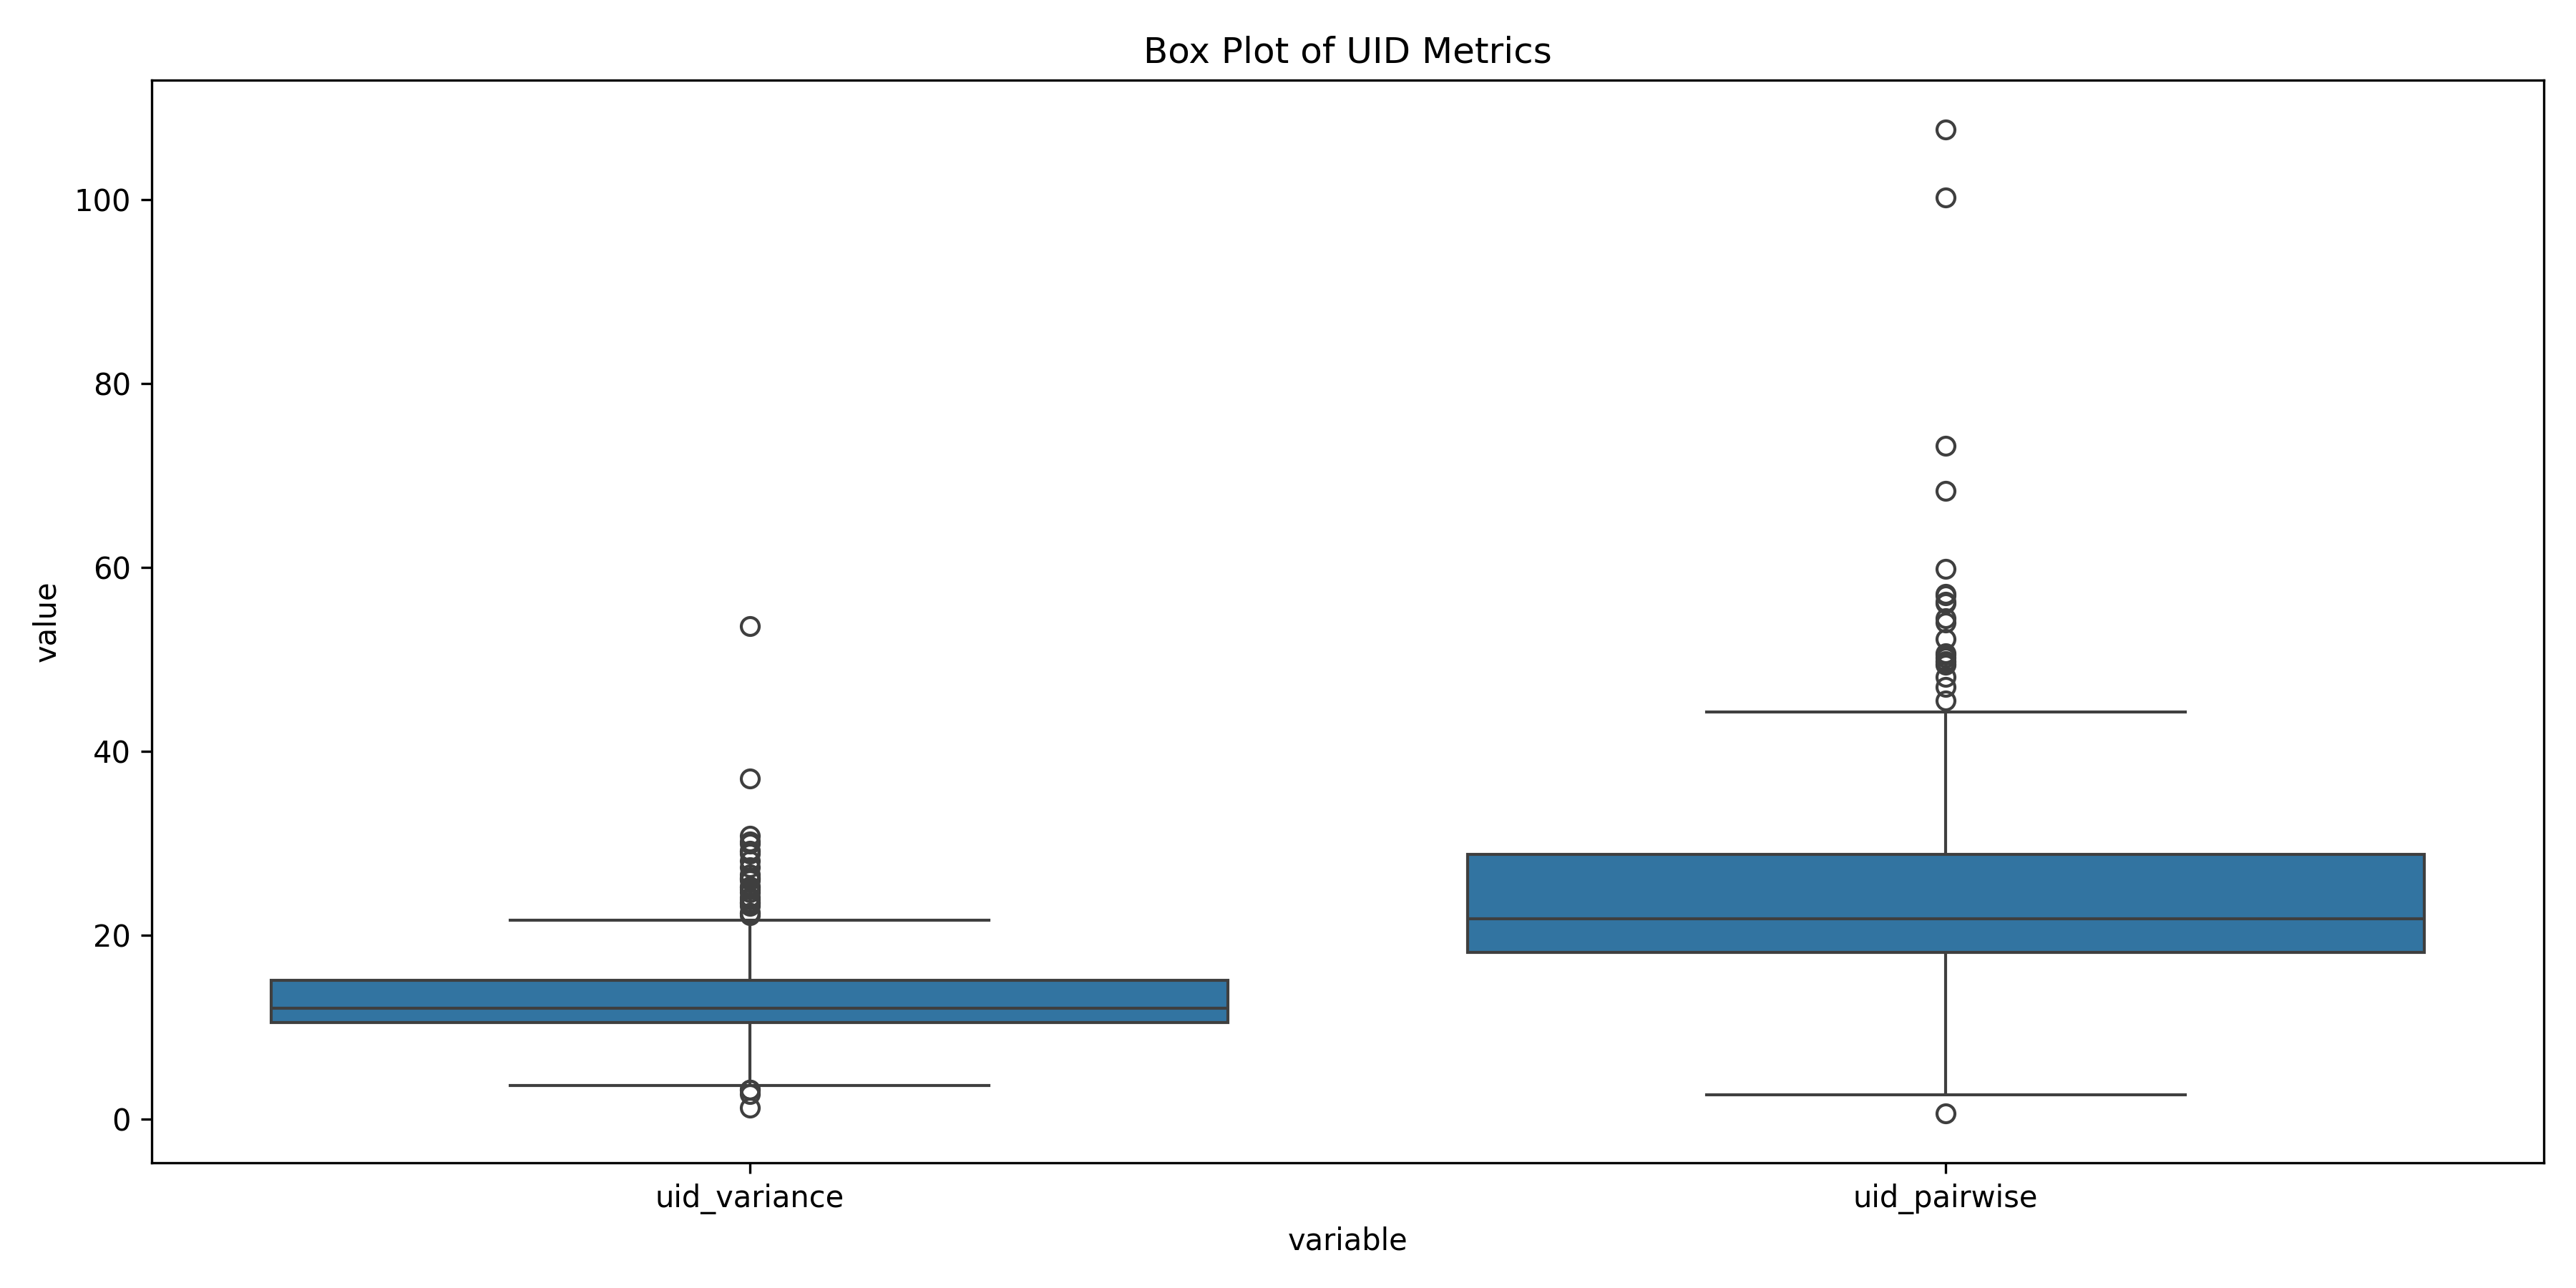 Box Plot of UID Metrics
100
80
60
40
20
0
value
uid_variance
uid_pairwise
variable